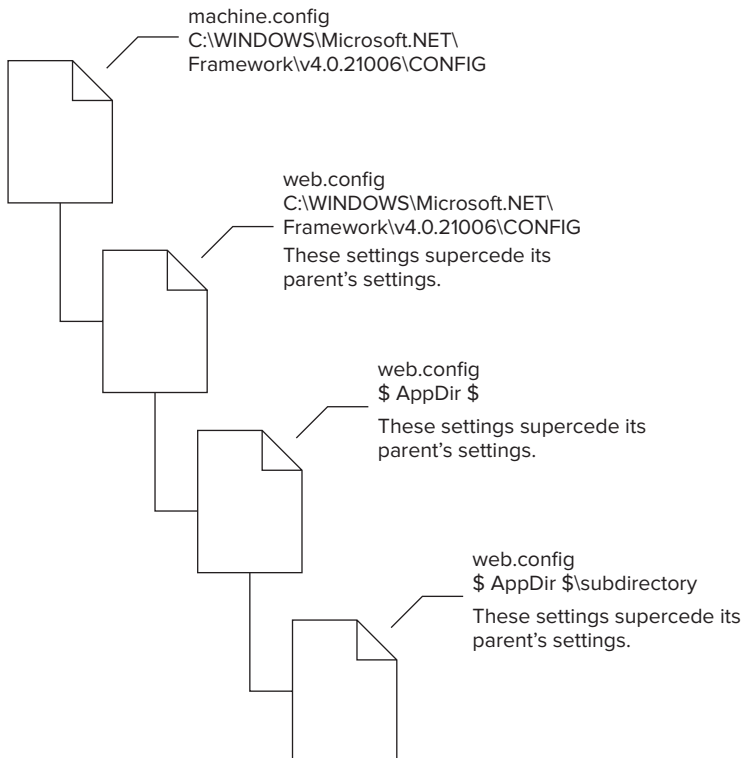 machine.config
C:\WINDOWS\Microsoft.NET\
Framework\v4.0.21006\CONFIG
web.config
C:\WINDOWS\Microsoft.NET\
Framework\v4.0.21006\CONFIG
These settings supercede its
parent's settings.
web.config
$ AppDir $
These settings supercede its
parent's settings.
web.config
$ AppDir $\subdirectory
These settings supercede its
parent's settings.